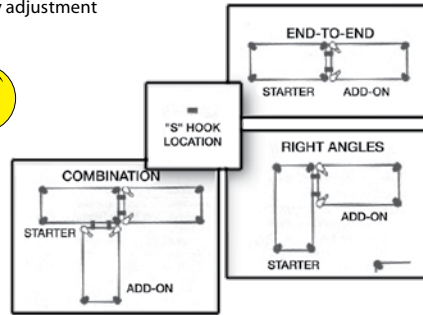 y adjustment
END-TO-END
STARTER ADD-ON
"S" HOOK
LOCATION
RIGHT ANGLES
ADD-ON
STARTER
COMBINATION
STARTER
ADD-ON